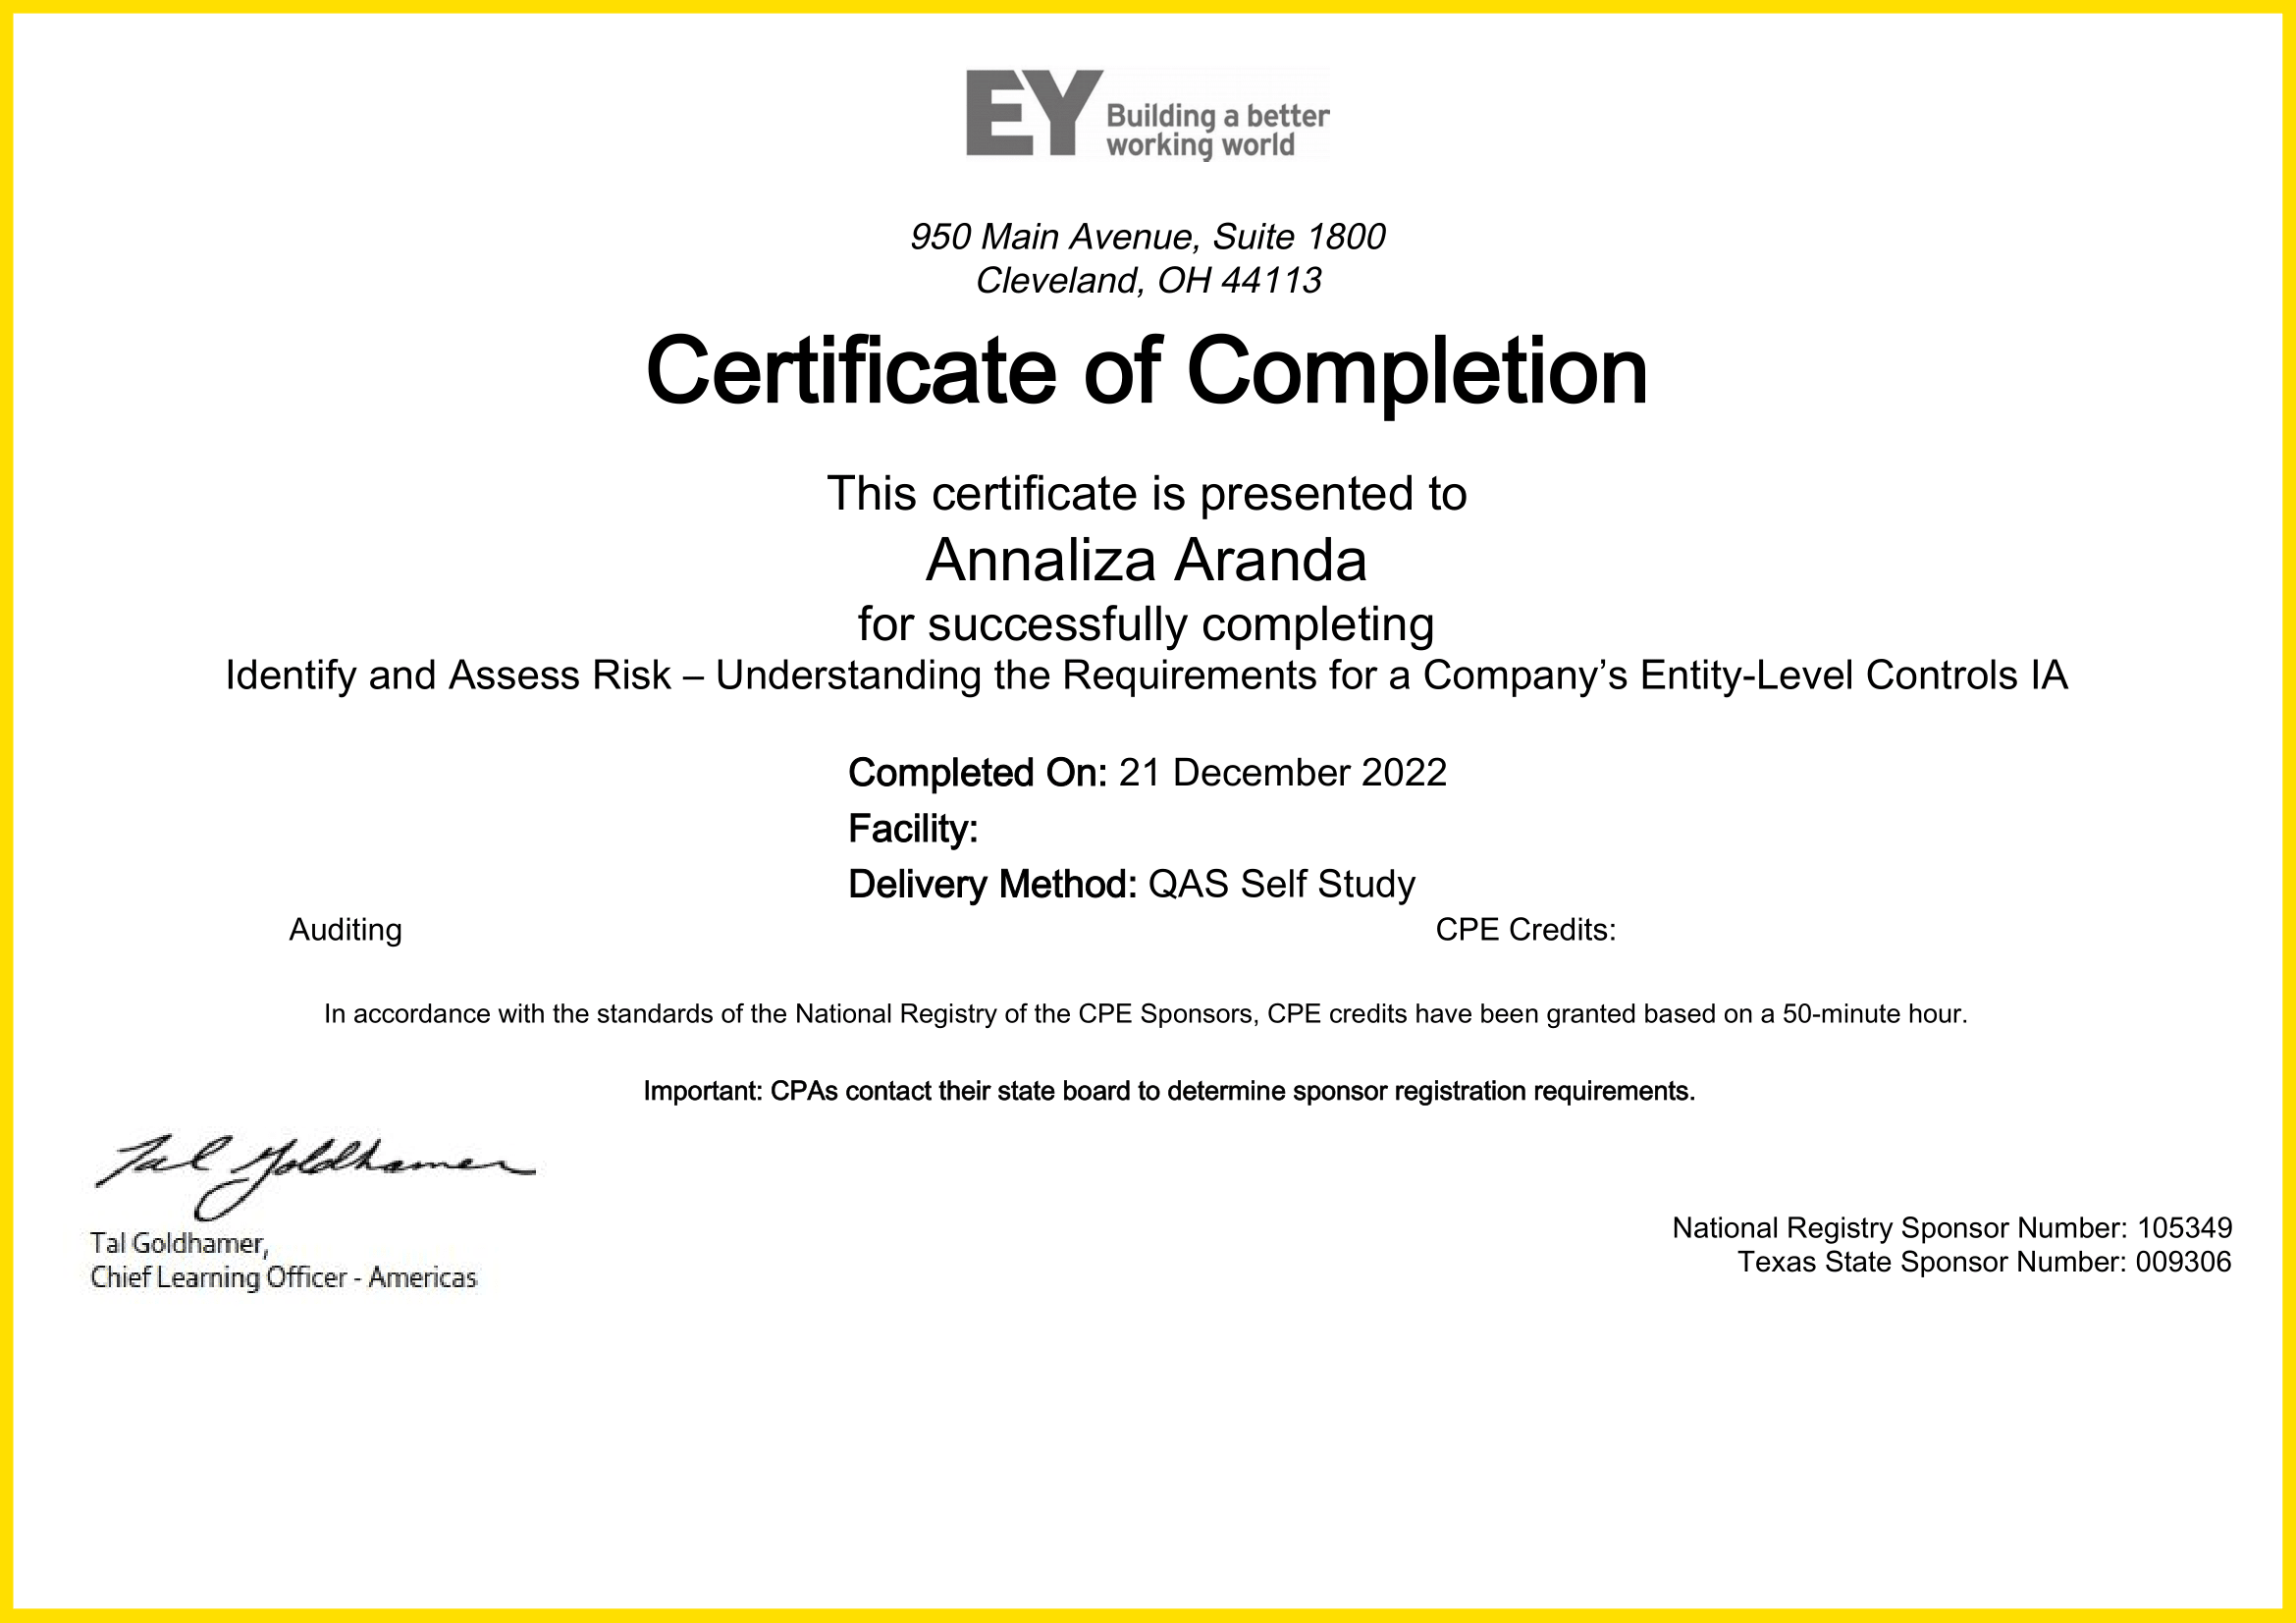 EY Building a better
working world
950 Main Avenue, Suite 1800
Cleveland, OH 44113
Certificate of Completion
This certificate is presented to
Annaliza Aranda
for successfully completing
Identify and Assess Risk – Understanding the Requirements for a Company’s Entity-Level Controls IA
Completed On: 21 December 2022
Facility:
Delivery Method: QAS Self Study
Auditing CPE Credits:
In accordance with the standards of the National Registry of the CPE Sponsors, CPE credits have been granted based on a 50-minute hour.
Important: CPAs contact their state board to determine sponsor registration requirements.
Tal Goldhamer
Tal Goldhamer,
Chief Learning Officer - Americas
National Registry Sponsor Number: 105349
Texas State Sponsor Number: 009306